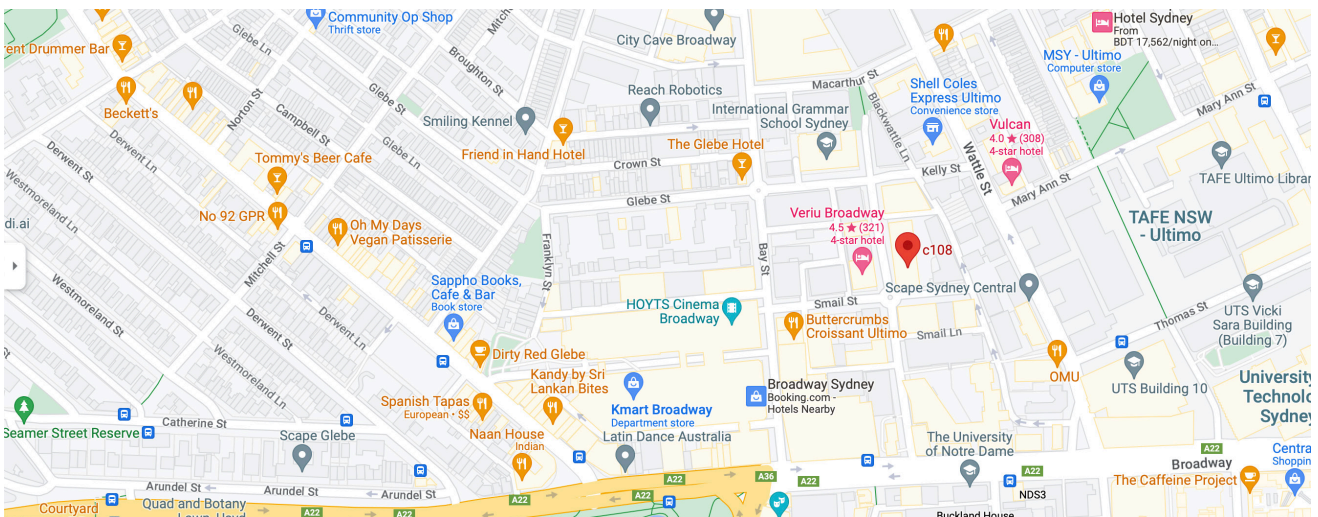 Community Op Shop
Thrift store
Glebe Ln
Broughton St
City Cave Broadway
Hotel Sydney
From
BDT 17,562/night on...
rent Drummer Bar
Beckett's
Norton St
Campbell St
Glebe St
Glebe Ln
Smiling Kennel
Reach Robotics
Macarthur St
International Grammar
School Sydney
Blackwattle Ln
Shell Coles
Express Ultimo
Convenience store
MSY - Ultimo
Computer store
Mary Ann St
Derwent Ln
Derwent St
Tommy's Beer Cafe
Friend in Hand Hotel
Crown St
The Glebe Hotel
Kelly St
Wattle St
Vulcan
4.0 ★ (308)
4-star hotel
Mary Ann St
TAFE Ultimo Librar
Westmoreland Ln
di.ai
No 92 GPR
Oh My Days
Vegan Patisserie
Glebe St
Veriu Broadway
4.5 ★ (321)
4-star hotel
c108
TAFE NSW
- Ultimo
Mitchell St
Franklyn St
Bay St
Westmoreland St
Derwent St
Derwent Ln
Sappho Books,
Cafe & Bar
Book store
HOYTS Cinema
Broadway
Smail St
Scape Sydney Central
Buttercrumbs
Croissant Ultimo
Smail Ln
Thomas St
UTS Vicki
Sara Building
(Building 7)
Westmoreland Ln
Dirty Red Glebe
Kandy by Sri
Lankan Bites
Kmart Broadway
Department store
Broadway Sydney
Booking.com -
Hotels Nearby
OMU
UTS Building 10
University
Technolo
Sydney
Seamer Street Reserve
Catherine St
Scape Glebe
Spanish Tapas
European • $$
Naan House
Indian
Latin Dance Australia
The University
of Notre Dame
A22
Broadway
Centra
Shoppin
The Caffeine Project
Arundel St
Arundel St
Arundel St
A22
A22
A36
A22
A22
NDS3
Courtyard
Quad and Botany
A22
A22
A22
Buckland House